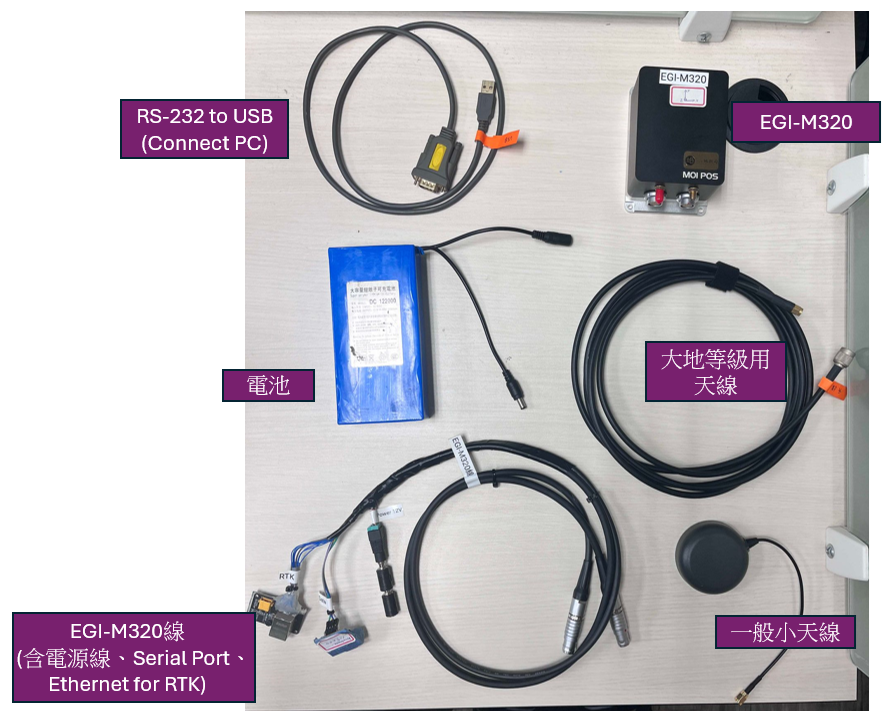 RS-232 to USB
(Connect PC)
EGI-M320
EGI-M320
MOI POS
DC 12300
大地等級用
天線
電池
EGI-M320線
Power 12V
RTK
EGI-M320線
(含電源線、Serial Port、
Ethernet for RTK)
一般小天線